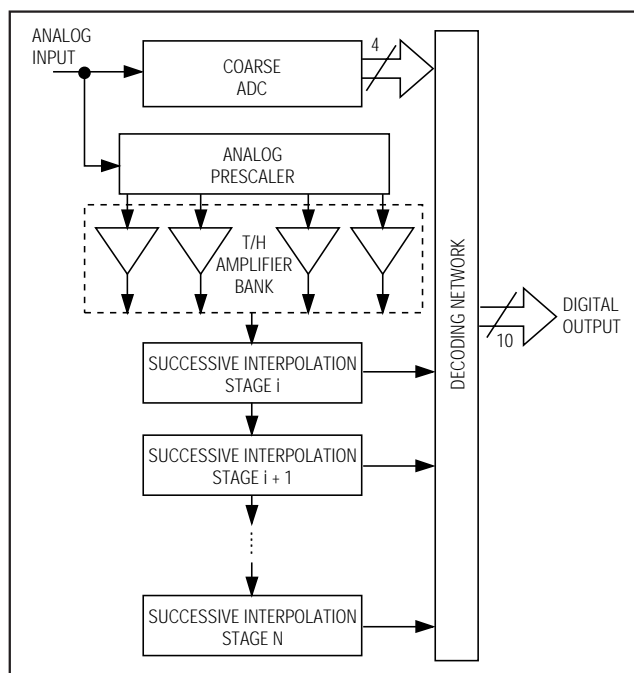 ANALOG
INPUT
COARSE
ADC
4
ANALOG
PRESCALER
T/H
AMPLIFIER
BANK
SUCCESSIVE INTERPOLATION
STAGE i
SUCCESSIVE INTERPOLATION
STAGE i + 1
SUCCESSIVE INTERPOLATION
STAGE N
DECODING NETWORK
10
DIGITAL
OUTPUT